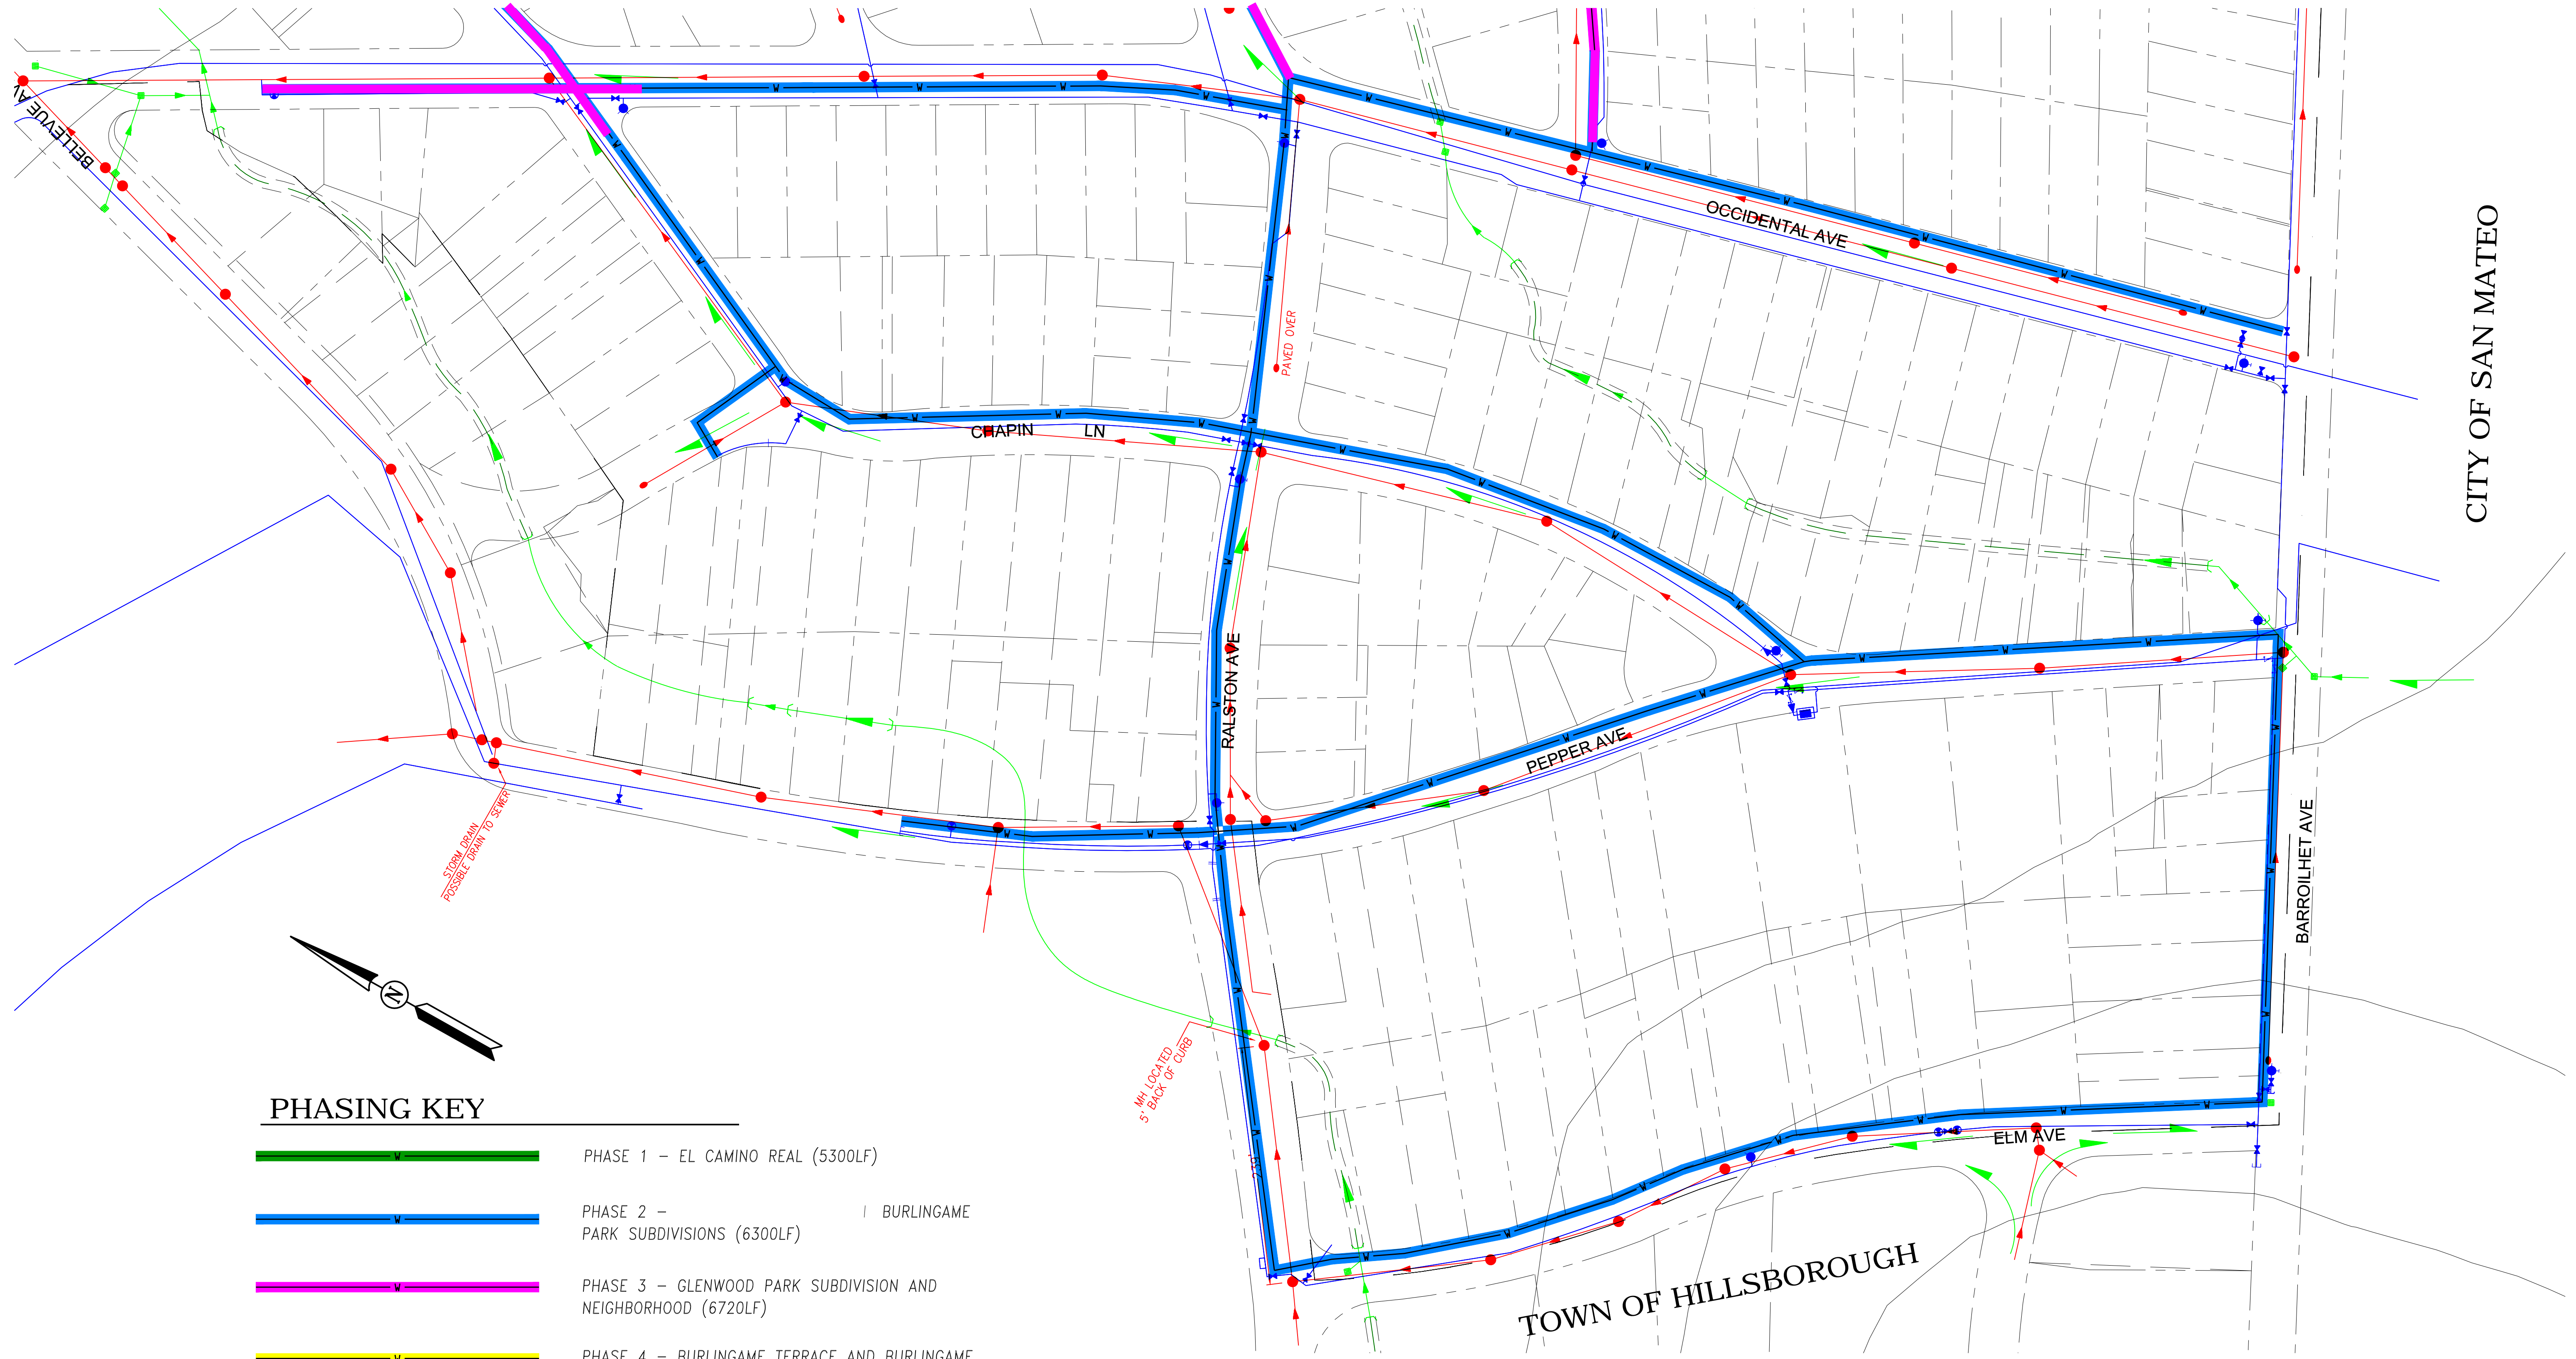 BELLEVUE AV
OCCIDENTAL AVE
CITY OF SAN MATEO
PAVED OVER
CHAPIN LN
RALSTON AVE
PEPPER AVE
STORM DRAIN
POSSIBLE DRAIN TO SEWER
BARROILHET AVE
N
MH LOCATED
5' BACK OF CURB
ELM AVE
TOWN OF HILLSBOROUGH
PHASING KEY
W
PHASE 1 - EL CAMINO REAL (5300LF)
W
PHASE 2 - BURLINGAME
PARK SUBDIVISIONS (6300LF)
W
PHASE 3 - GLENWOOD PARK SUBDIVISION AND
NEIGHBORHOOD (6720LF)
W
PHASE 4 - BURLINGAME TERRACE AND BURLINGAME